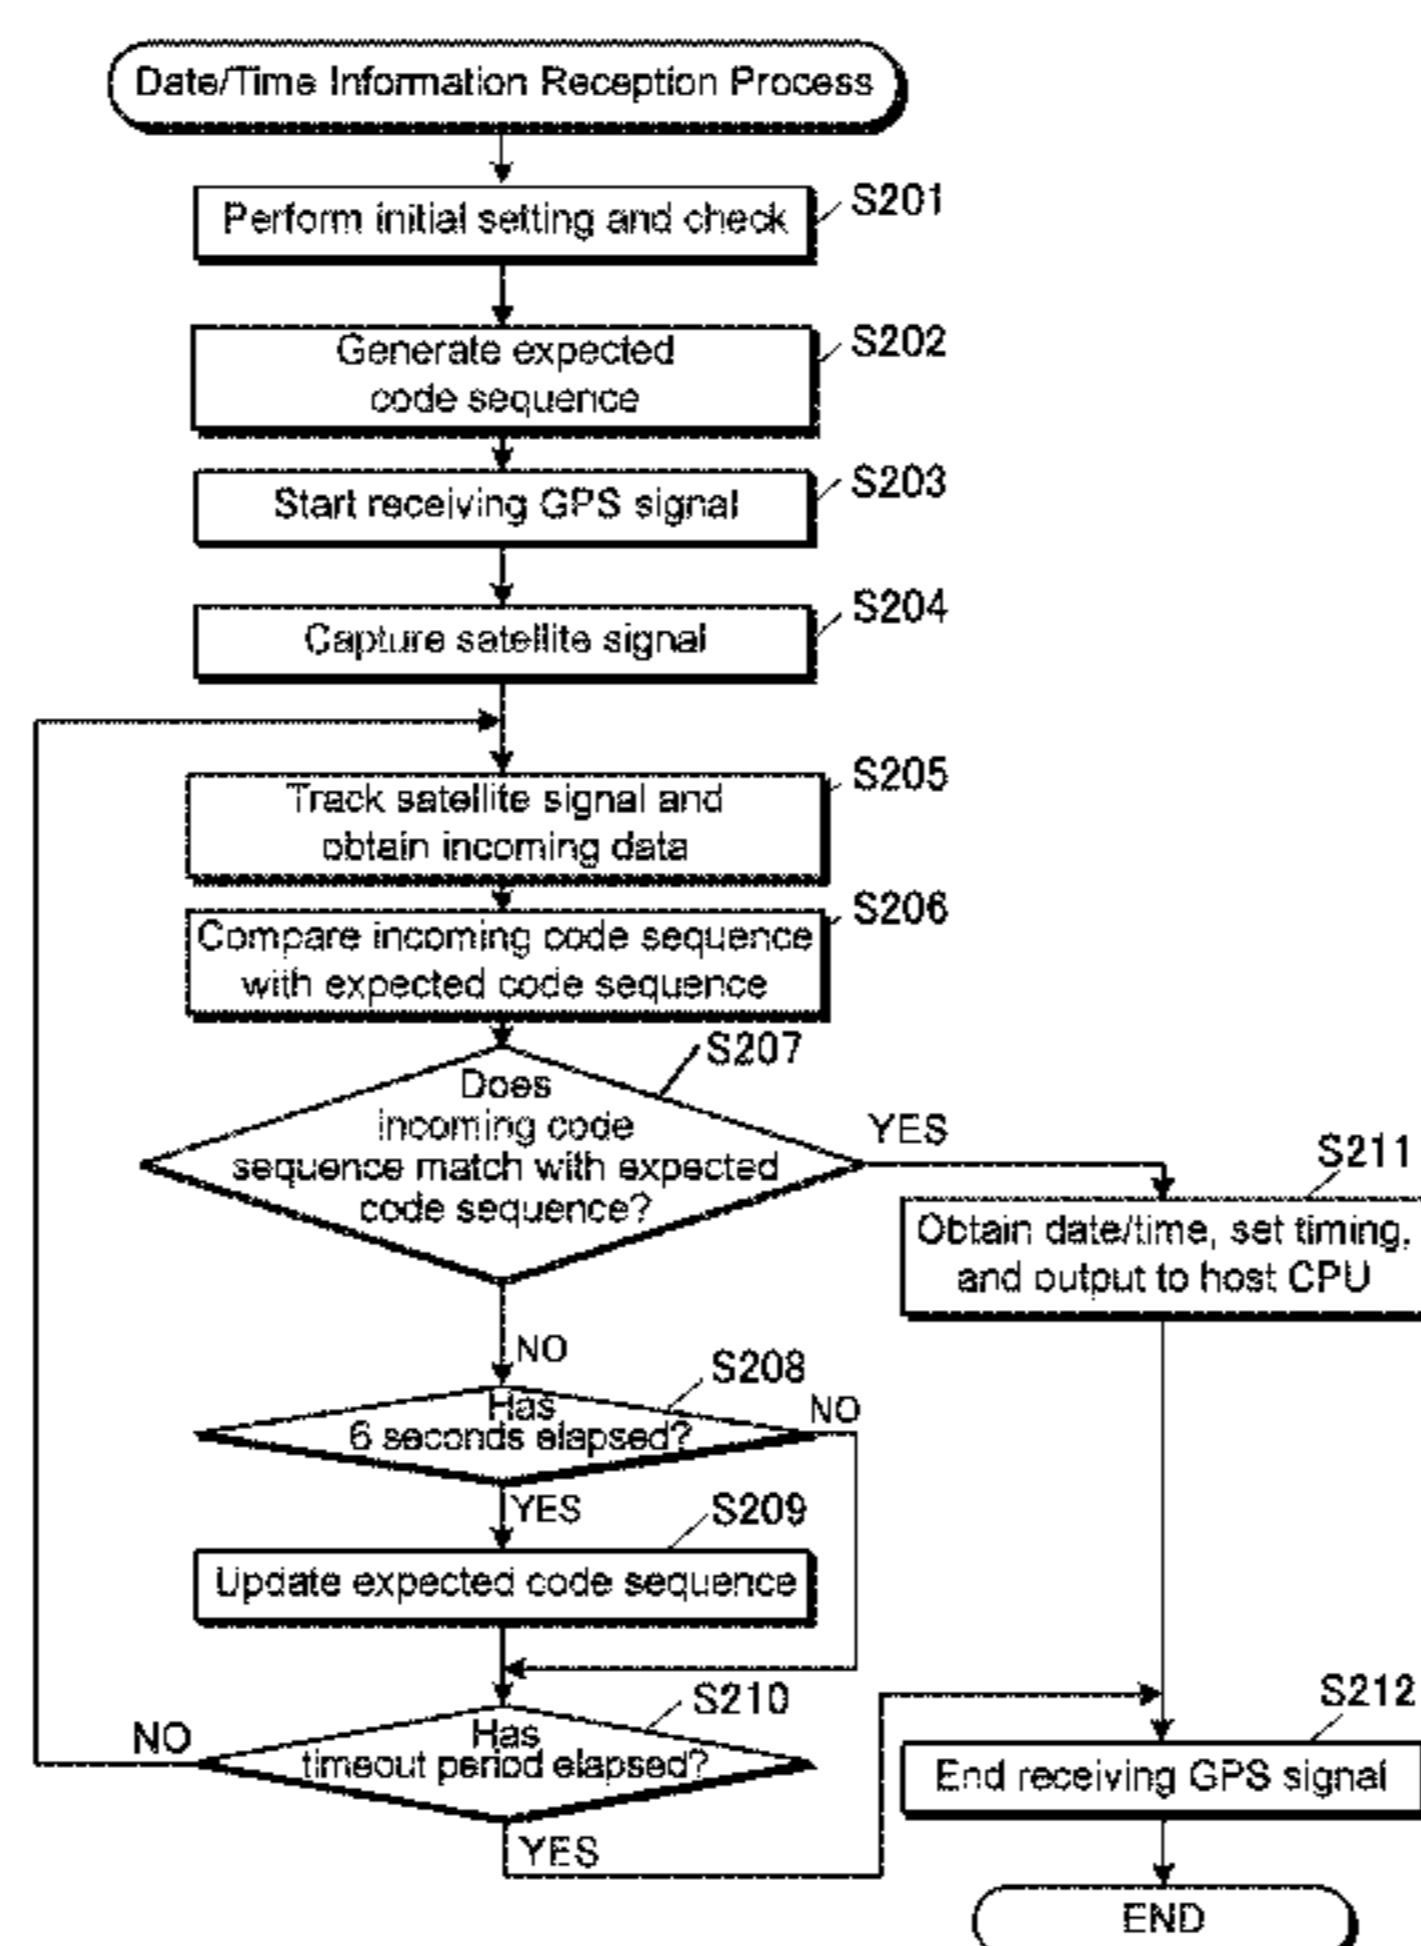 Date/Time Information Reception Process
Perform initial setting and check
S201
Generate expected
code sequence
S202
Start receiving GPS signal
S203
Capture satellite signal
S204
Track satellite signal and
obtain incoming data
S205
Compare incoming code sequence
with expected code sequence
S206
S207
Does
incoming code
sequence match with expected
code sequence?
YES
S211
Obtain date/time, set timing,
and output to host CPU
NO
S208
Has
6 seconds elapsed?
NO
YES
S209
Update expected code sequence
S210
Has
timeout period elapsed?
NO
YES
S212
End receiving GPS signal
END